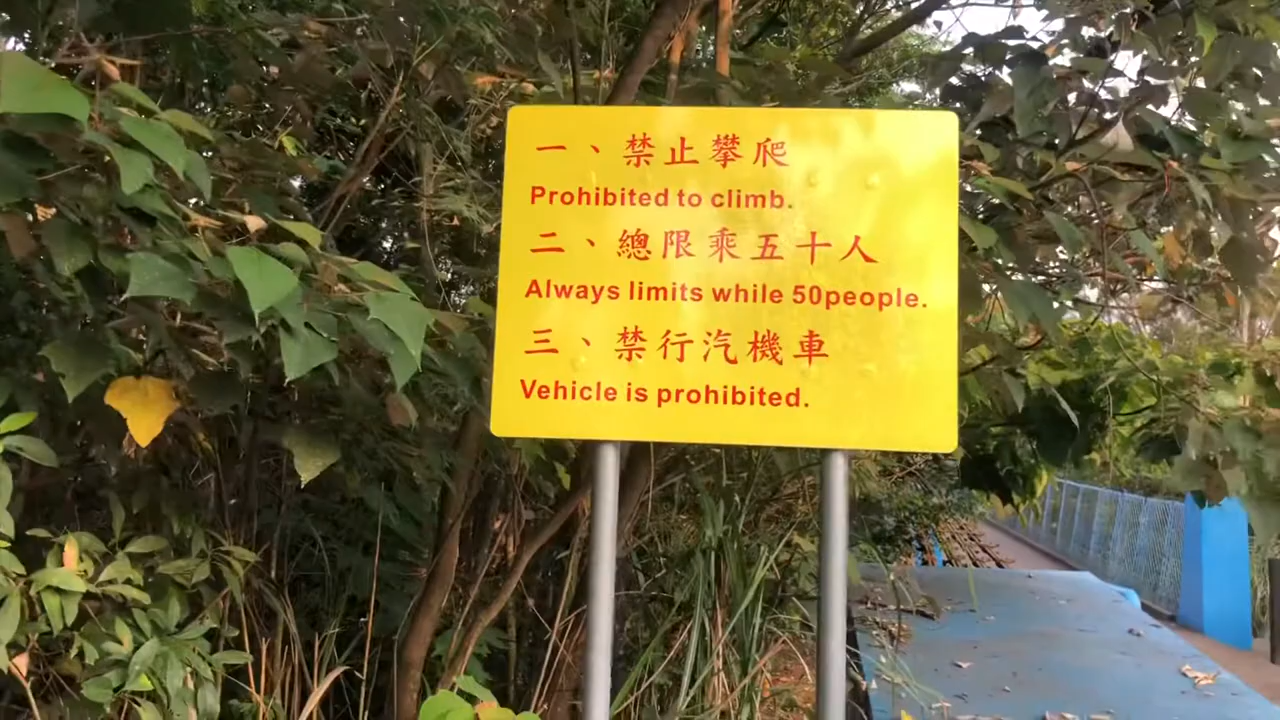 一、禁止攀爬
Prohibited to climb.
二、總限乘五十人
Always limits while 50people.
三、禁行汽機車
Vehicle is prohibited.